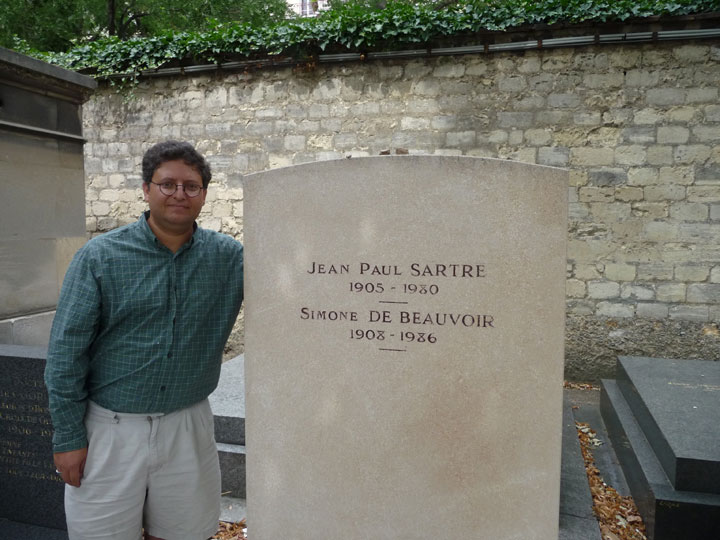 Jean Paul SARTRE
1905 - 1980
Simone DE BEAUVOIR
1908 - 1986